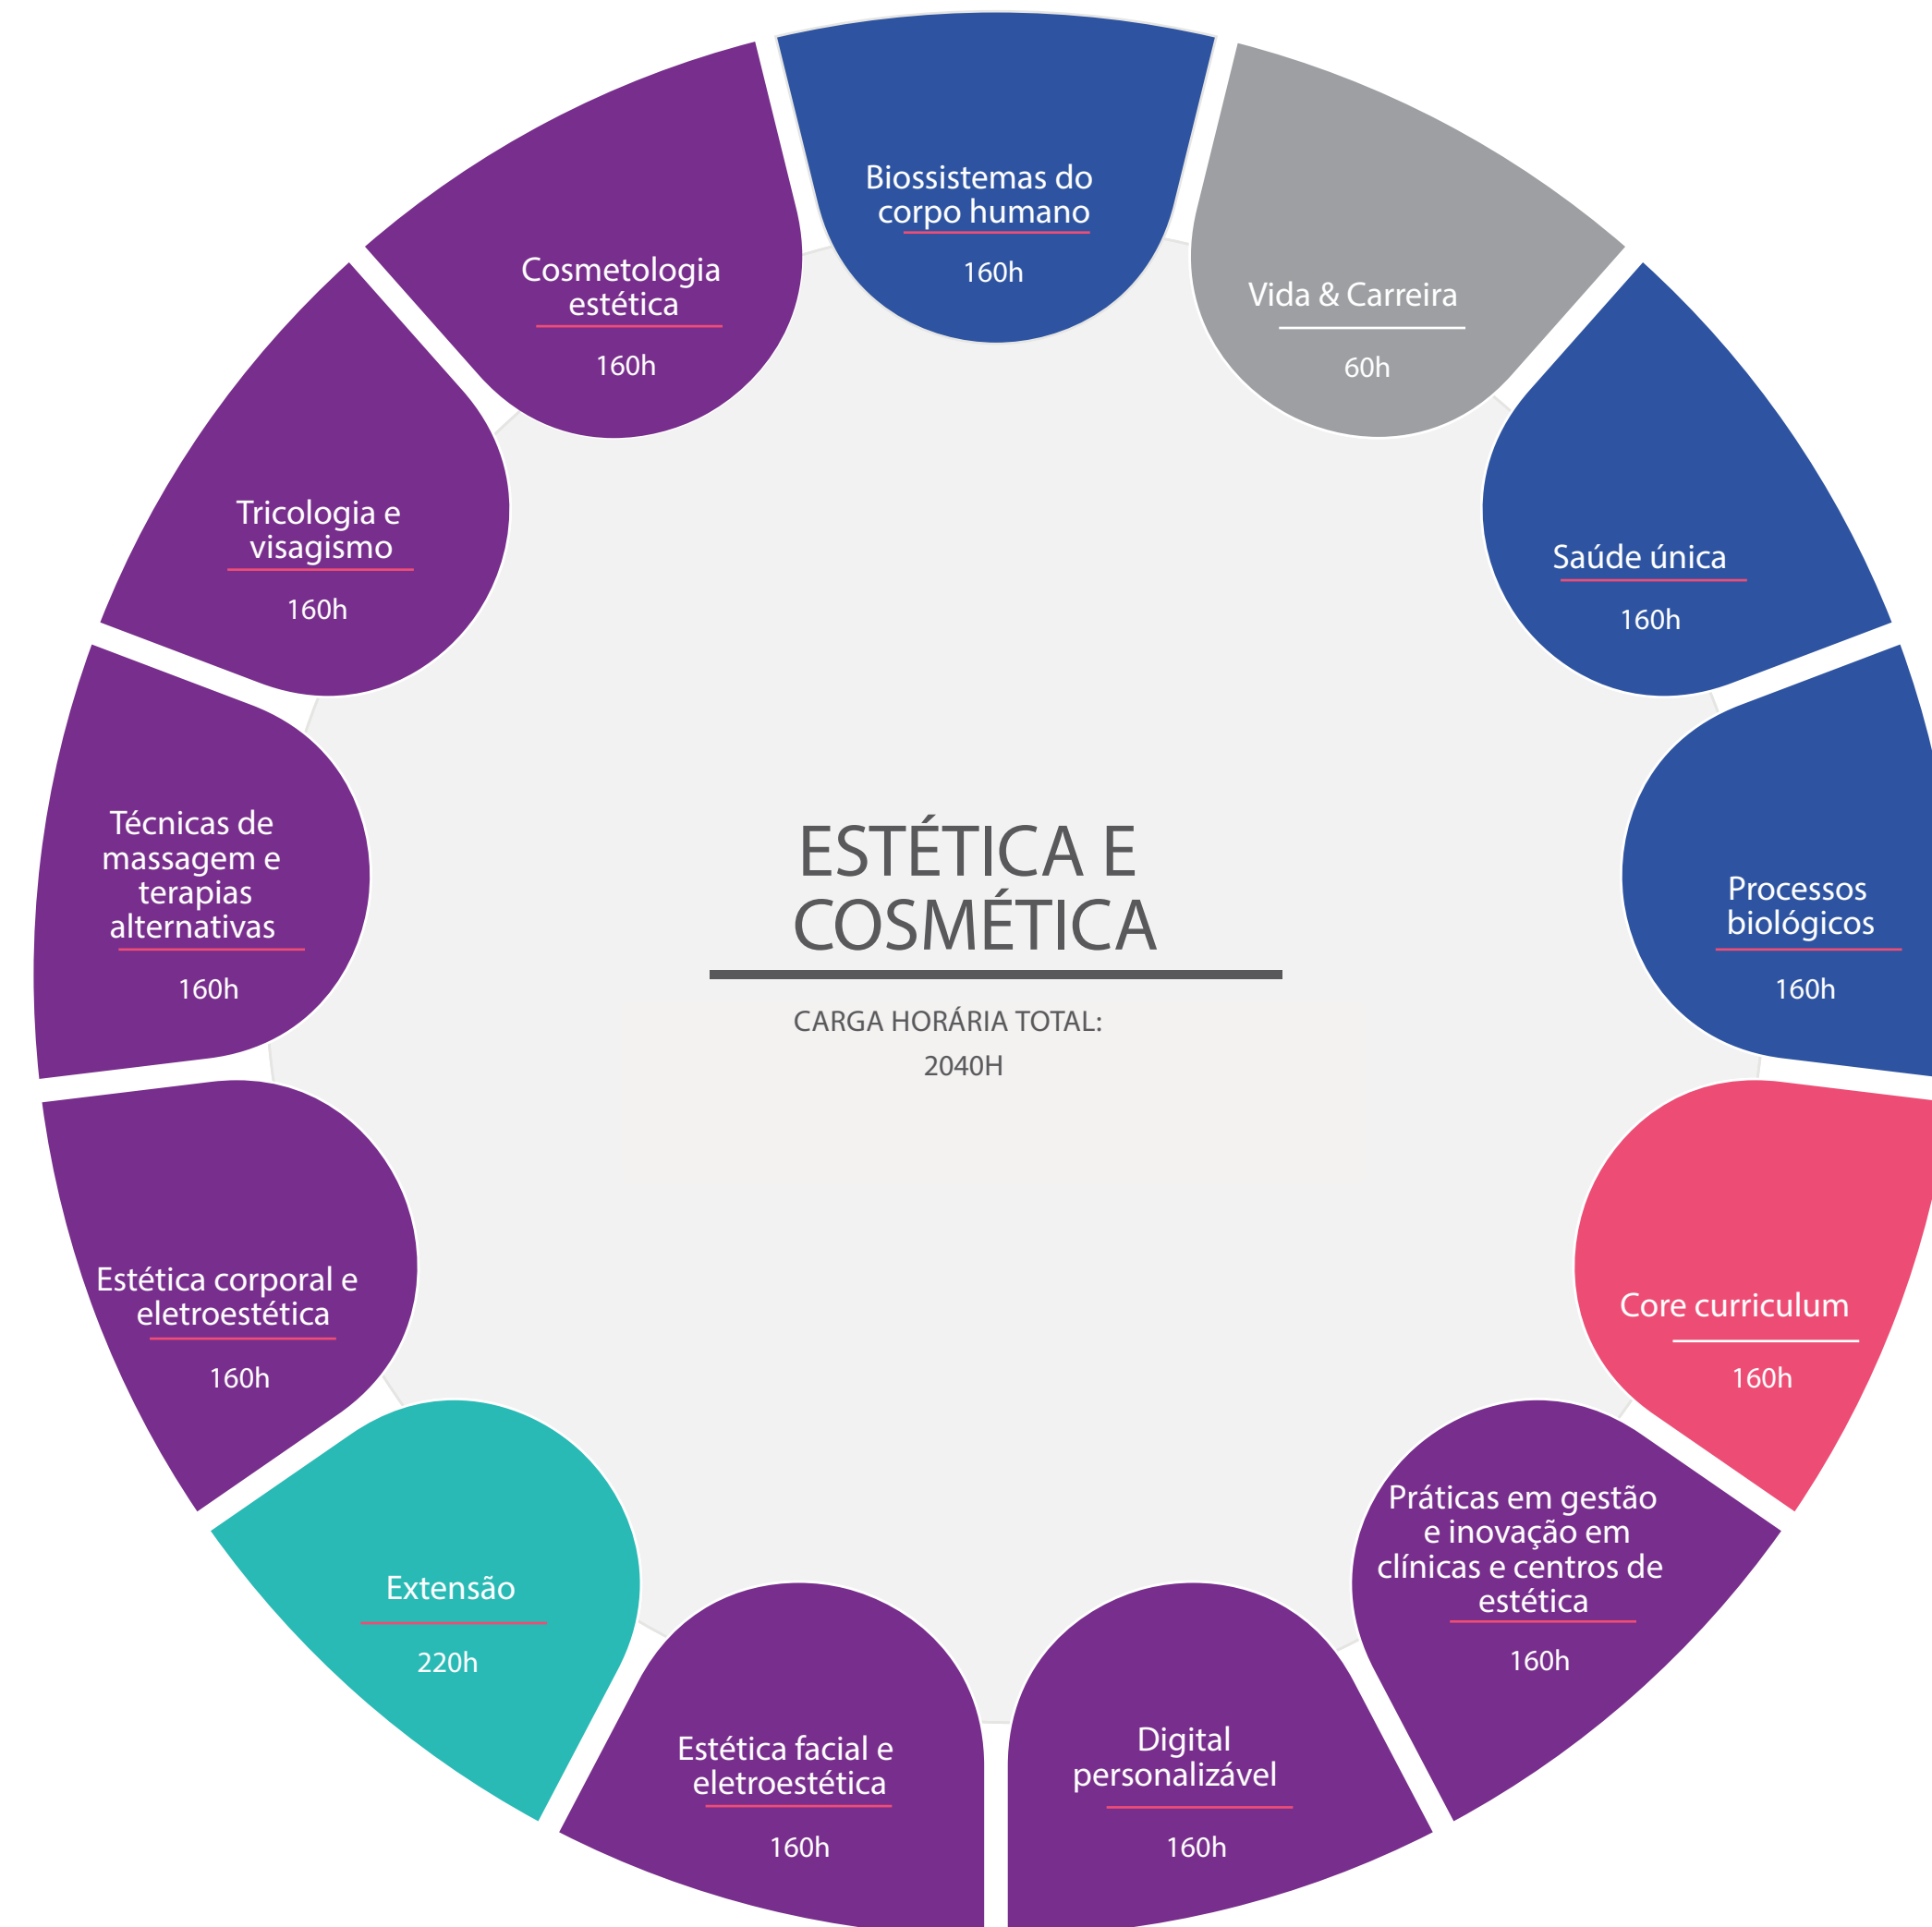 Biossistemas do
corpo humano
160h
Vida & Carreira
60h
Saúde única
160h
Processos
biológicos
160h
Core curriculum
160h
Práticas em gestão
e inovação em
clínicas e centros de
estética
160h
Digital
personalizável
160h
Estética facial e
eletroestética
160h
Extensão
220h
Estética corporal e
eletroestética
160h
Técnicas de
massagem e
terapias
alternativas
160h
Tricologia e
visagismo
160h
Cosmetologia
estética
160h
ESTÉTICA E
COSMÉTICA
CARGA HORÁRIA TOTAL:
2040H